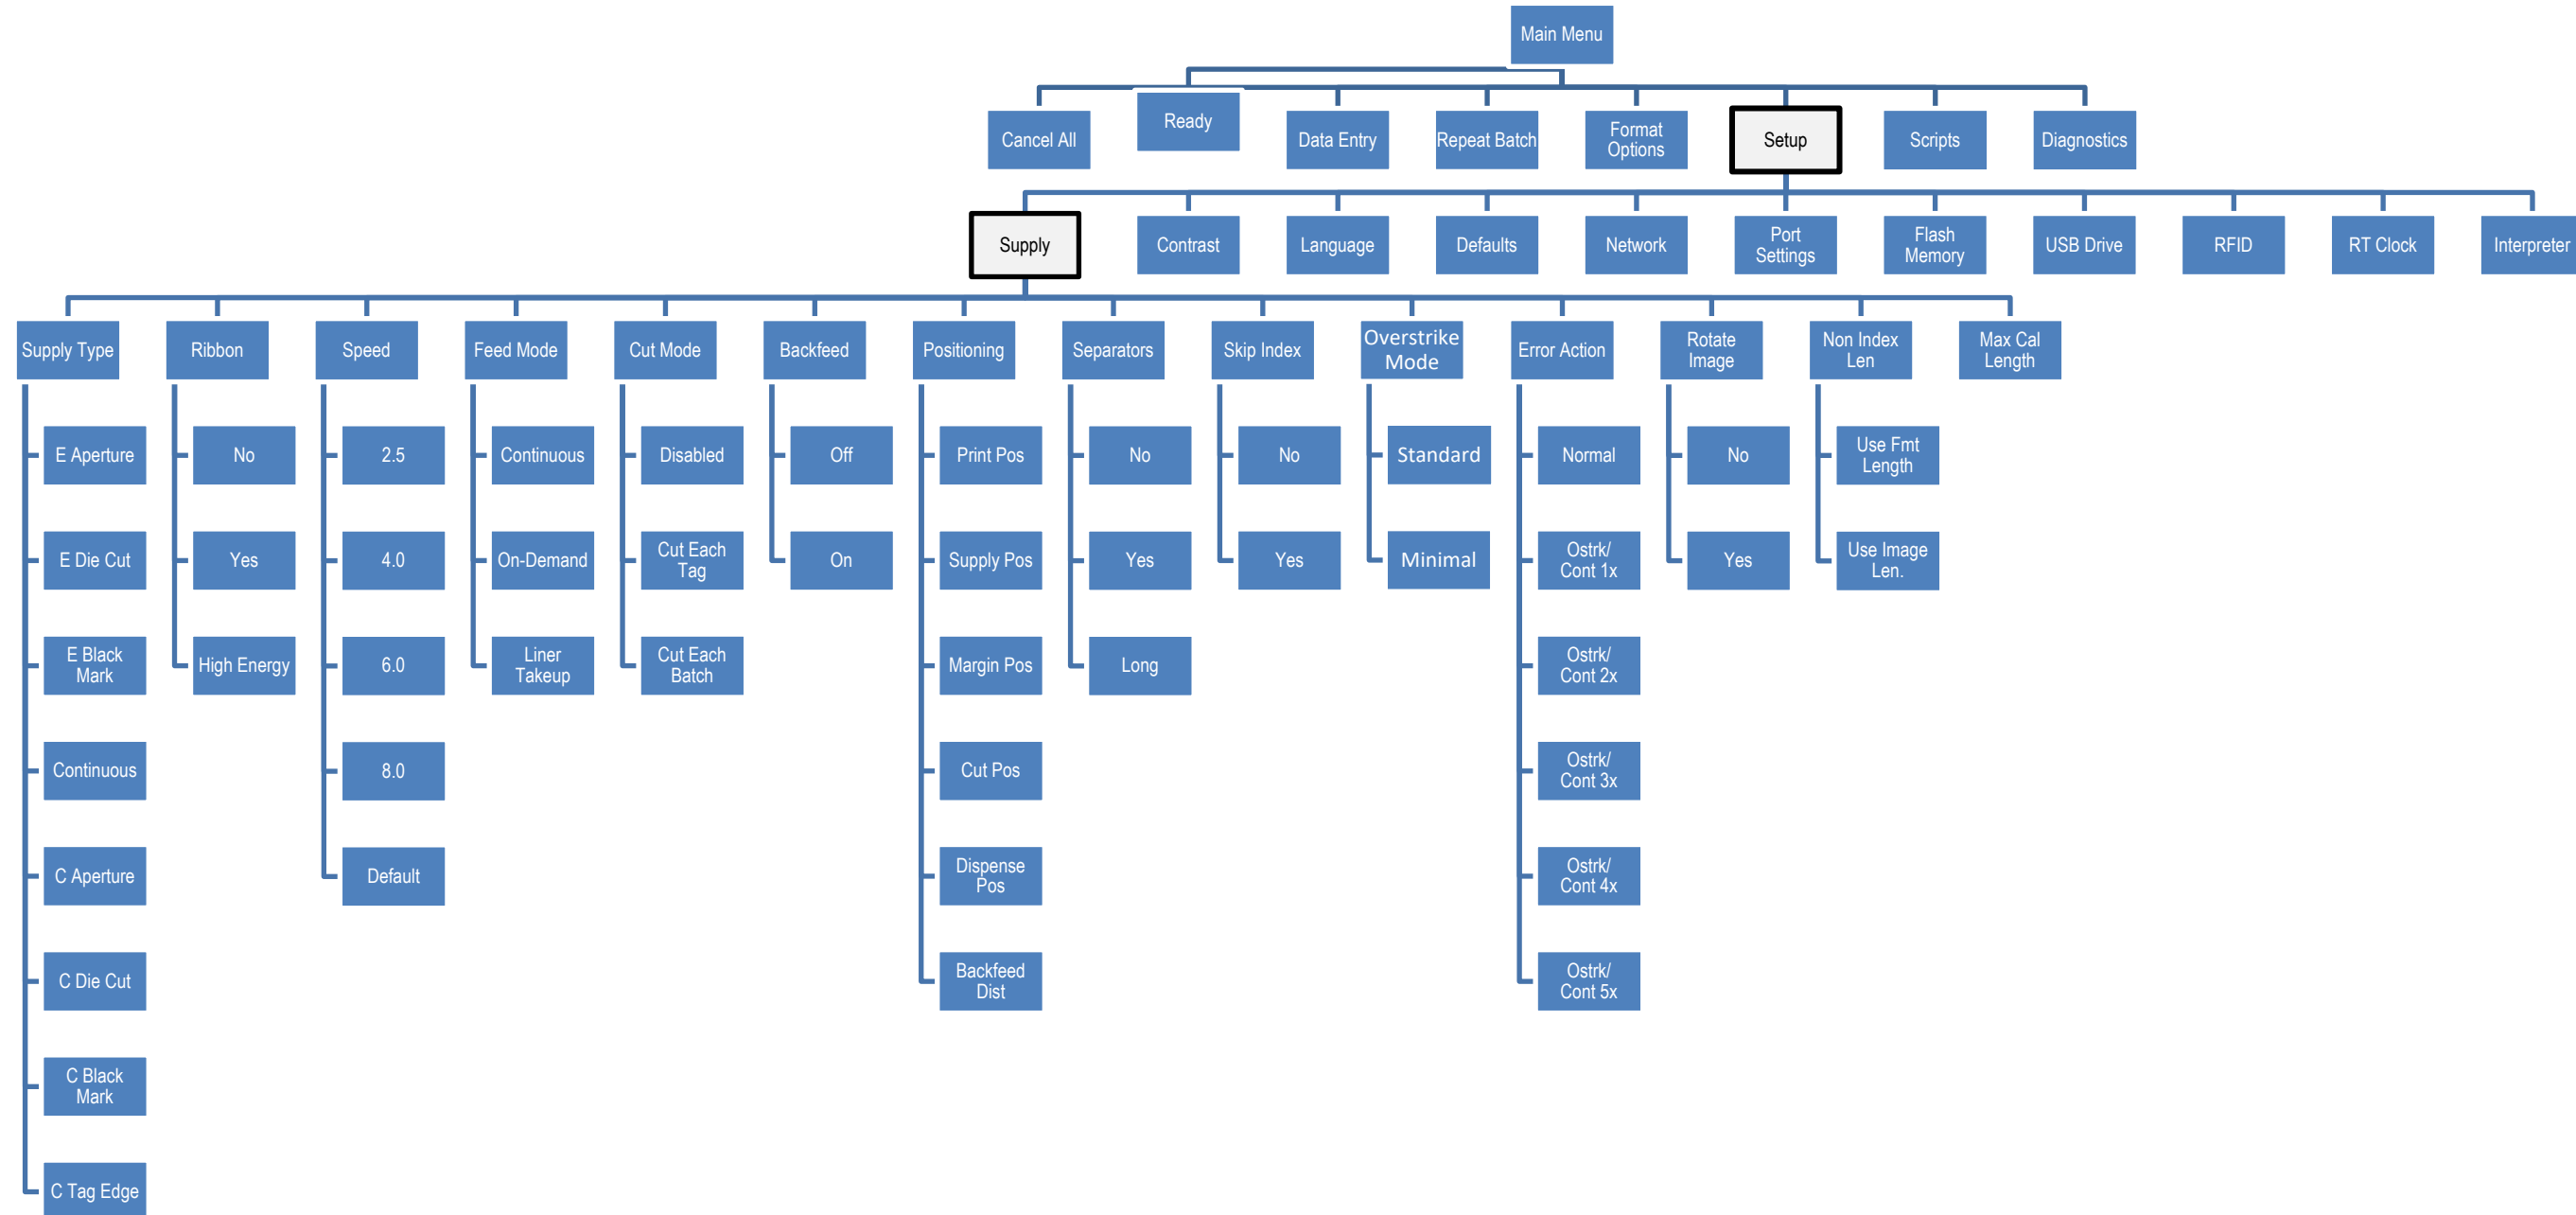 Main Menu
Cancel All
Ready
Data Entry
Repeat Batch
Format
Options
Setup
Scripts
Diagnostics
Supply
Contrast
Language
Defaults
Network
Port
Settings
Flash
Memory
USB Drive
RFID
RT Clock
Interpreter
Supply Type
Ribbon
Speed
Feed Mode
Cut Mode
Backfeed
Positioning
Separators
Skip Index
Overstrike
Mode
Error Action
Rotate
Image
Non Index
Len
Max Cal
Length
E Aperture
No
2.5
Continuous
Disabled
Off
Print Pos
No
No
Standard
Normal
No
Use Fmt
Length
E Die Cut
Yes
4.0
On-Demand
Cut Each
Tag
On
Supply Pos
Yes
Yes
Minimal
Ostrk/
Cont 1x
Yes
Use Image
Len.
E Black
Mark
High Energy
6.0
Liner
Takeup
Cut Each
Batch
Margin Pos
Long
Ostrk/
Cont 2x
Continuous
8.0
Cut Pos
Ostrk/
Cont 3x
C Aperture
Default
Dispense
Pos
Ostrk/
Cont 4x
C Die Cut
Backfeed
Dist
Ostrk/
Cont 5x
C Black
Mark
C Tag Edge